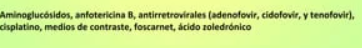 Aminoglucósidos, anfotericina B, antirretrovirales (adenofovir, cidofovir, y tenofovir),
cisplatino, medios de contraste, foscarnet, ácido zoledrónico